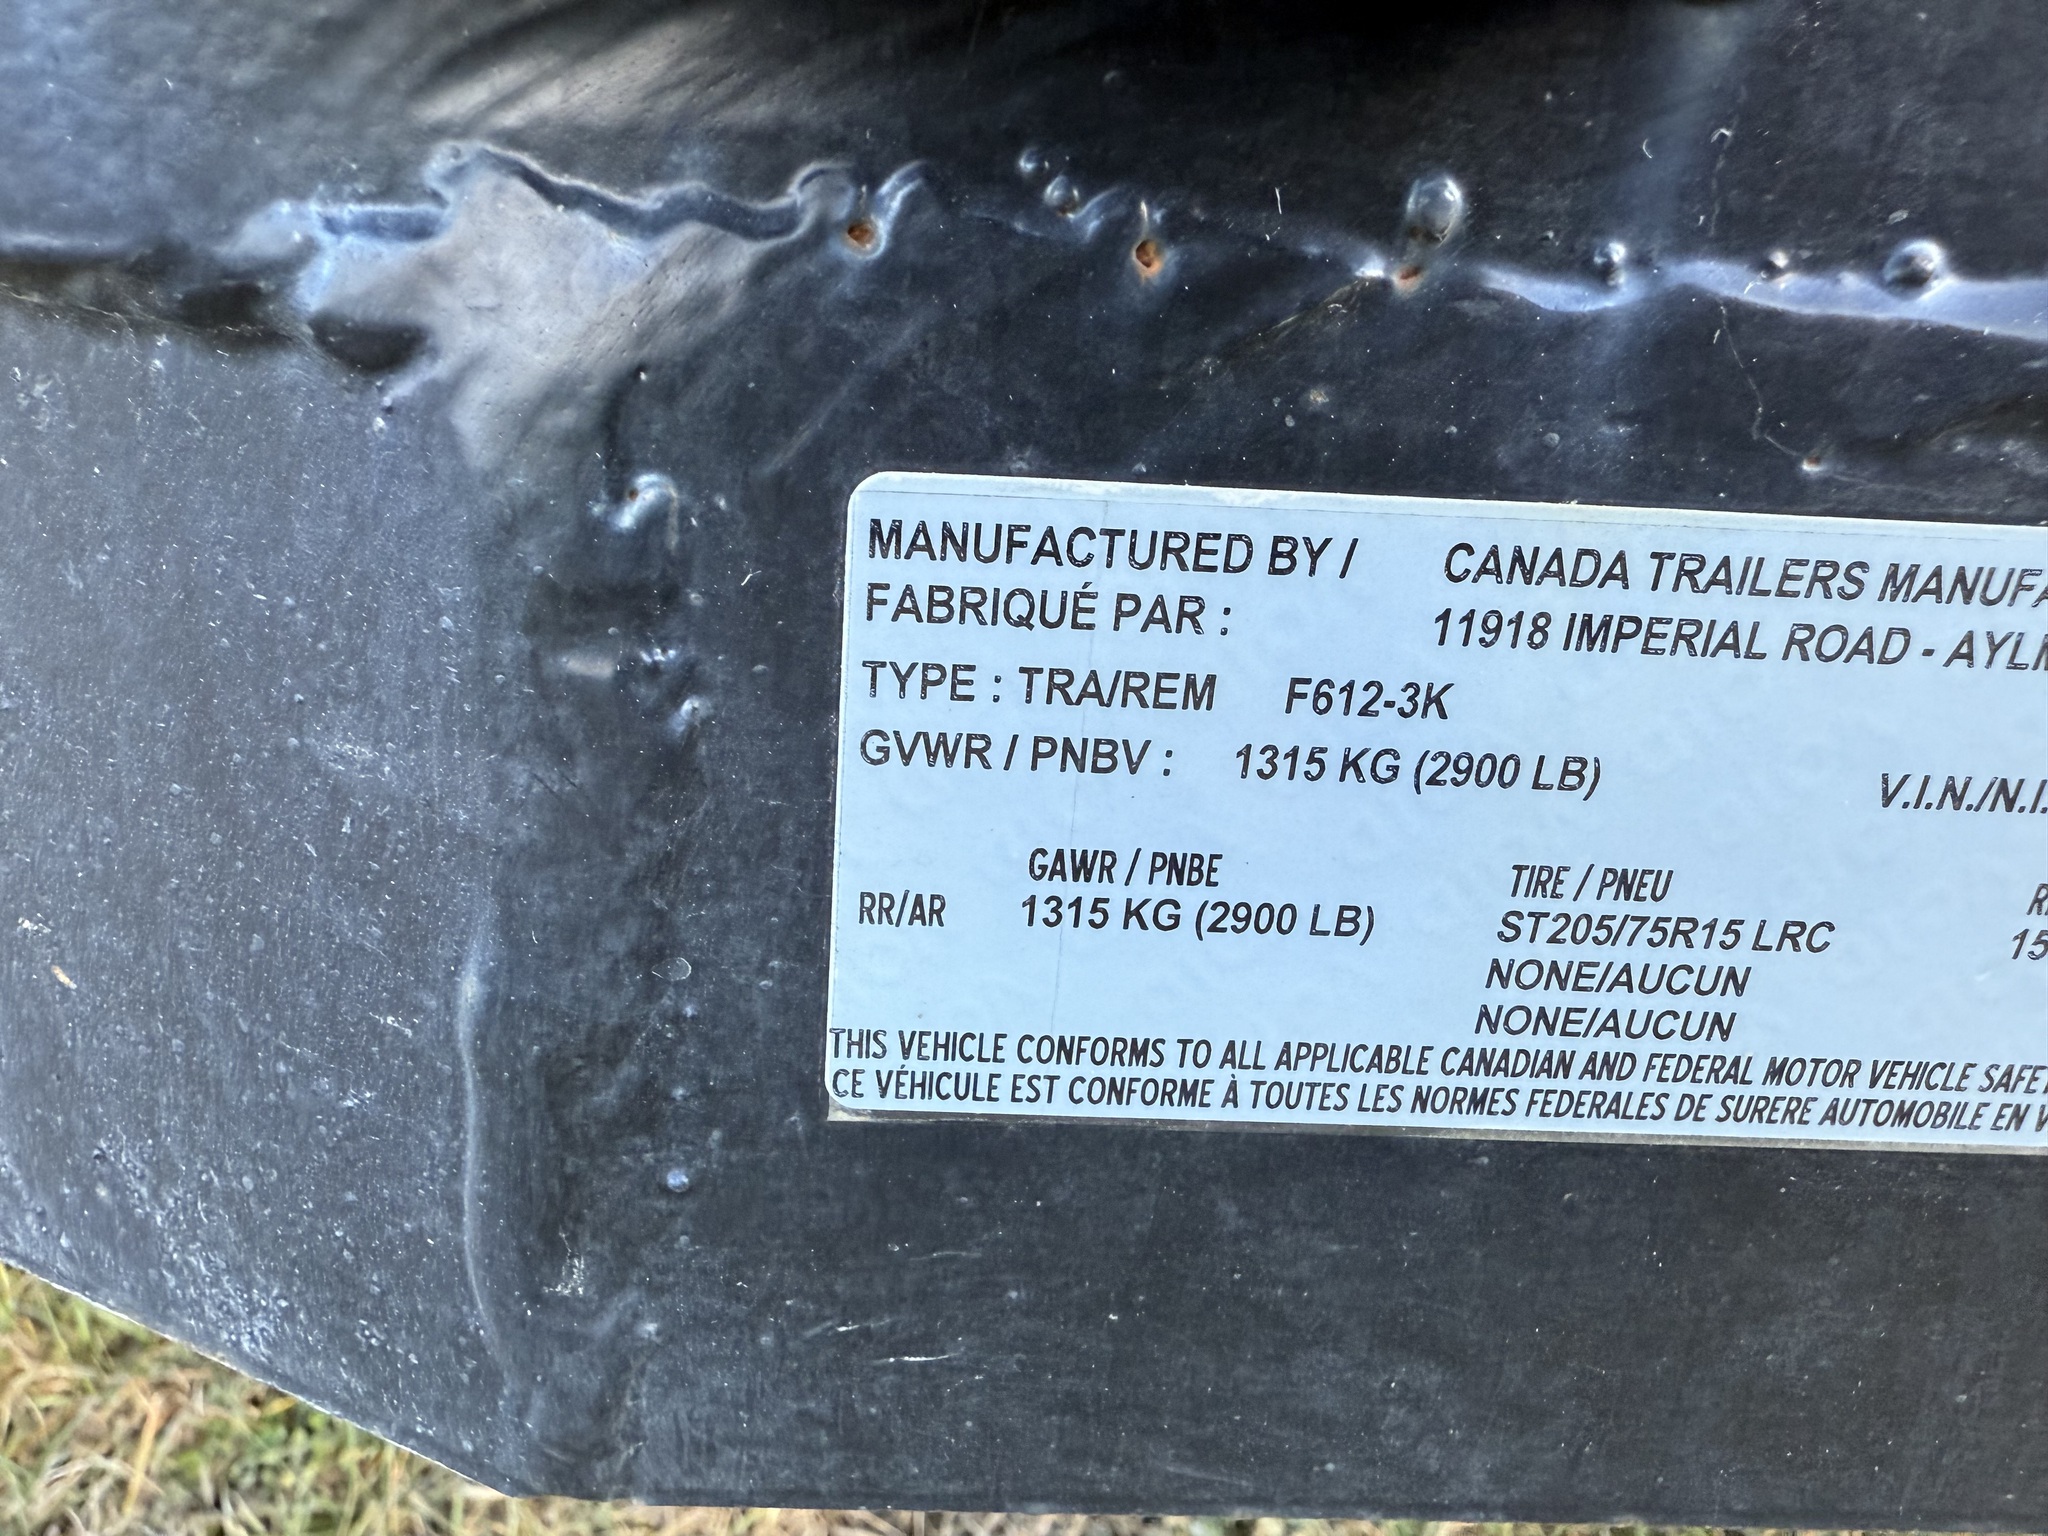 MANUFACTURED BY / CANADA TRAILERS
FABRIQUÉ PAR : 11918 IMPERIAL ROAD -
TYPE : TRA/REM F612-3K
GVWR / PNBV : 1315 KG (2900 LB)
V.I.N./N.I.
GAWR / PNBE TIRE / PNEU
RR/AR 1315 KG (2900 LB) ST205/75R15 LRC 15
NONE/AUCUN
NONE/AUCUN
THIS VEHICLE CONFORMS TO ALL APPLICABLE CANADIAN AND FEDERAL MOTOR VEHICLE
CE VÉHICULE EST CONFORME À TOUTES LES NORMES FEDERALES DE SURERE AUTOMOBILE EN